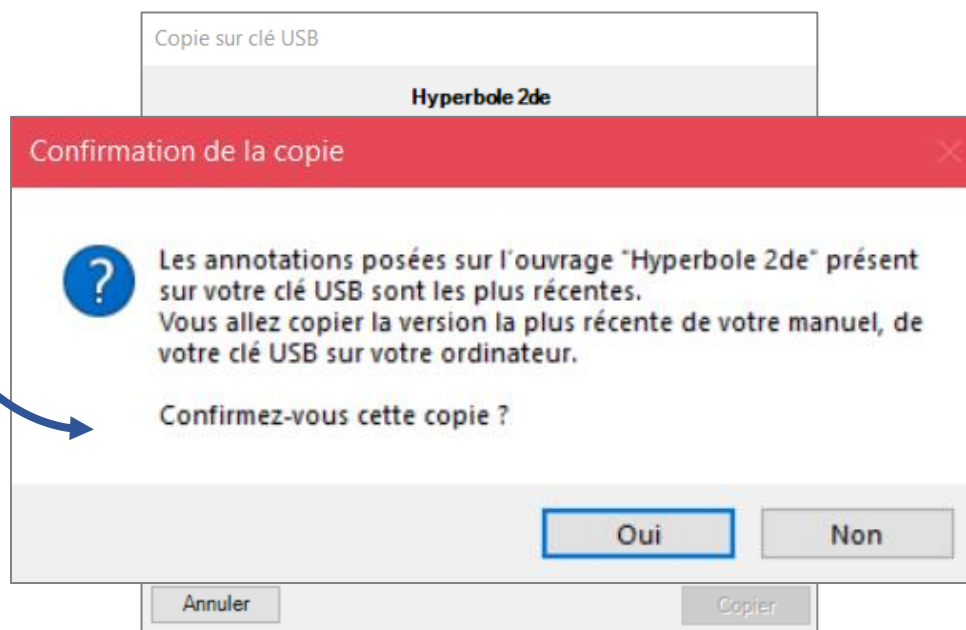 Copie sur clé USB
Hyperbole 2de
Confirmation de la copie
?
Les annotations posées sur l'ouvrage "Hyperbole 2de" présent
sur votre clé USB sont les plus récentes.
Vous allez copier la version la plus récente de votre manuel, de
votre clé USB sur votre ordinateur.
Confirmez-vous cette copie ?
Oui Non
Annuler Copier